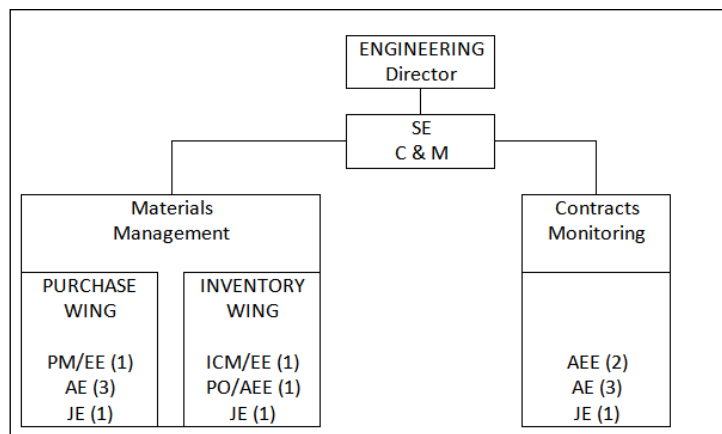 ENGINEERING
Director
SE
C & M
Materials
Management
PURCHASE
WING
PM/EE (1)
AE (3)
JE (1)
INVENTORY
WING
ICM/EE (1)
PO/AEE (1)
JE (1)
Contracts
Monitoring
AEE (2)
AE (3)
JE (1)